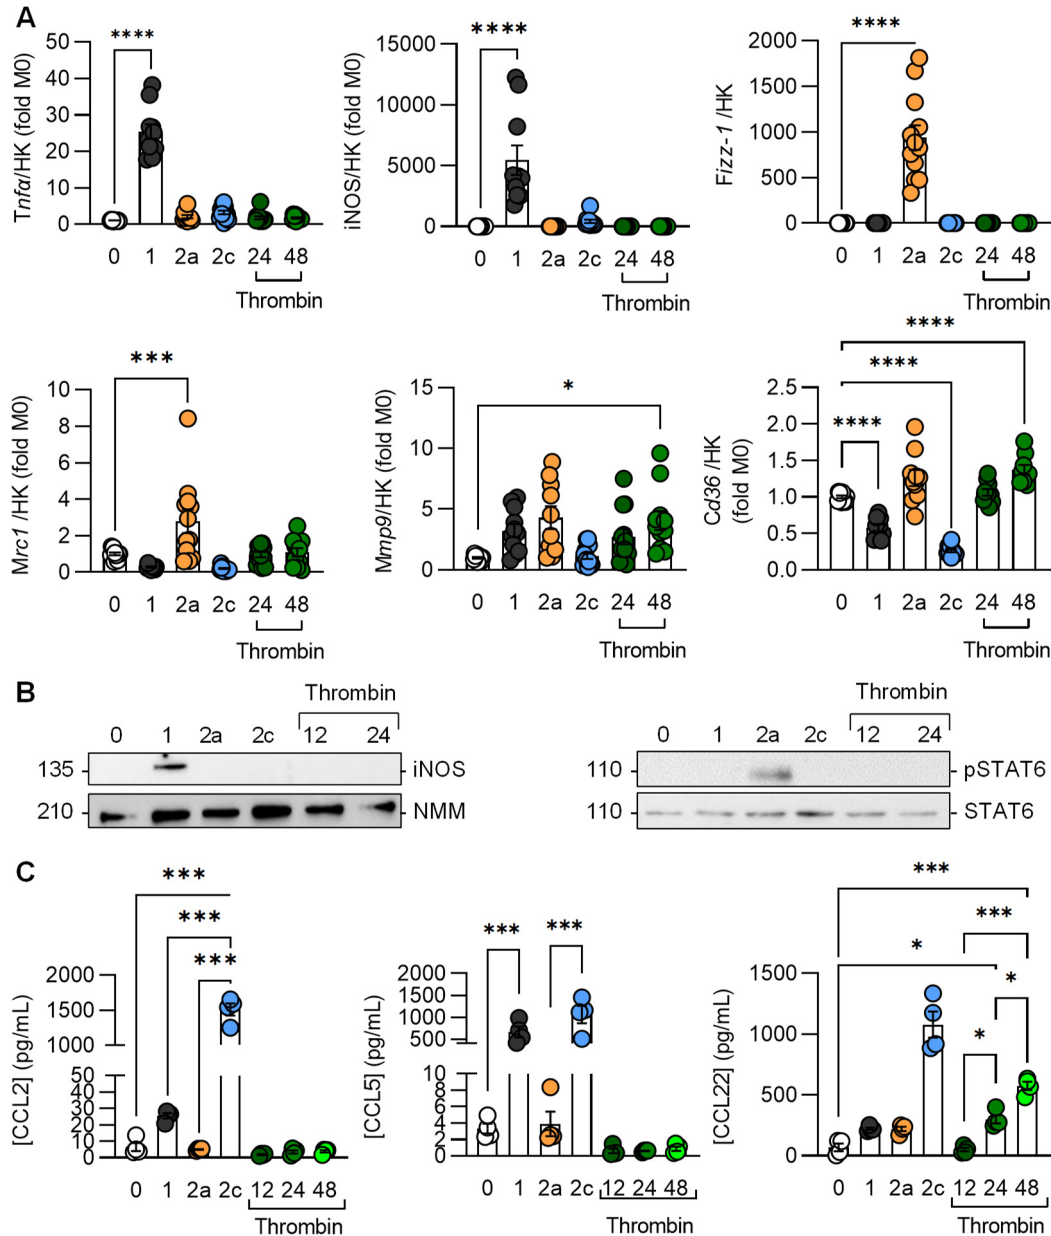 A
Tnfa/HK (fold M0)
50
40
30
20
10
0
****
0 1 2a 2c 24 48
Thrombin
iNOS/HK (fold M0)
15000
10000
5000
0
****
0 1 2a 2c 24 48
Thrombin
Fizz-1 /HK
2000
1500
1000
500
0
****
0 1 2a 2c 24 48
Thrombin
Mrc1 /HK (fold M0)
10
8
6
4
2
0
***
0 1 2a 2c 24 48
Thrombin
Mmp9/HK (fold M0)
15
10
5
0
*
0 1 2a 2c 24 48
Thrombin
Cd36 /HK
(fold M0)
2.5
2.0
1.5
1.0
0.5
0.0
****
****
****
0 1 2a 2c 24 48
Thrombin
B
Thrombin
0 1 2a 2c 12 24
135 iNOS
210 NMM
Thrombin
0 1 2a 2c 12 24
110 pSTAT6
110 STAT6
C
[CCL2] (pg/mL)
2000
1500
1000
50
40
30
20
10
0
***
***
***
0 1 2a 2c 12 24 48
Thrombin
[CCL5] (pg/mL)
2000
1500
1000
500
10
8
6
4
2
0
***
***
0 1 2a 2c 12 24 48
Thrombin
[CCL22] (pg/mL)
1500
1000
500
0
***
***
*
*
*
0 1 2a 2c 12 24 48
Thrombin